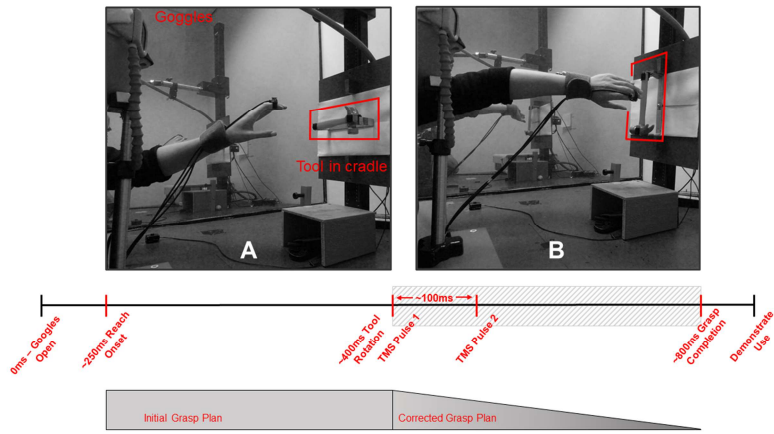 Goggles
Tool in cradle
A
B
~100ms
0ms – Googles
Open
~250ms Reach
Onset
~400ms Tool
Rotation
TMS Pulse 1
TMS Pulse 2
~800ms Grasp
Completion
Demonstrate
Use
Initial Grasp Plan
Corrected Grasp Plan